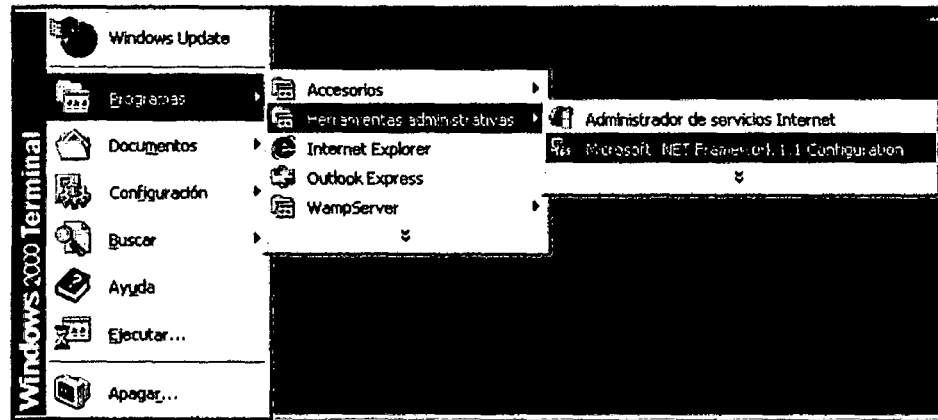 Windows 2000 Terminal
Windows Update
Programas
Documentos
Configuración
Buscar
Ayuda
Ejecutar...
Apagar...
Accesorios
Herramientas administrativas
Internet Explorer
Outlook Express
WampServer
Administrador de servicios Internet
Microsoft .NET Framework 1.1 Configuration